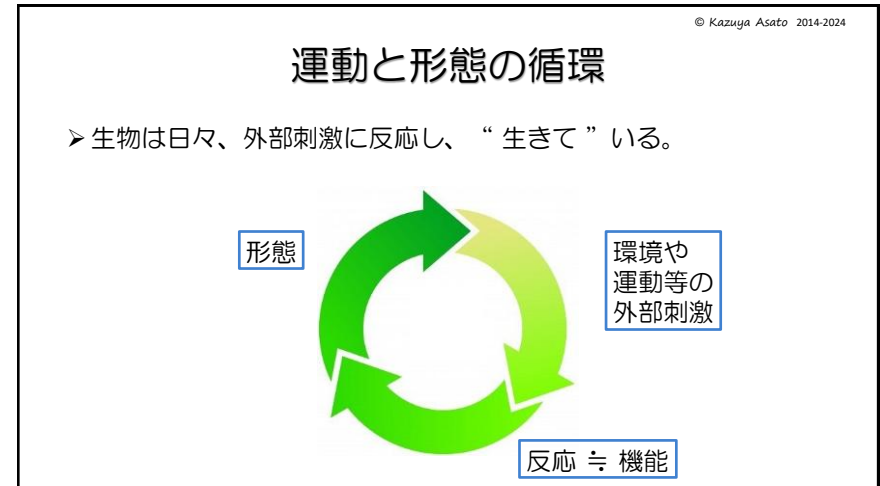 © Kazuya Asato 2014-2024
運動と形態の循環
➢生物は日々、外部刺激に反応し、“ 生きて ”いる。
形態
環境や
運動等の
外部刺激
反応 ≒ 機能